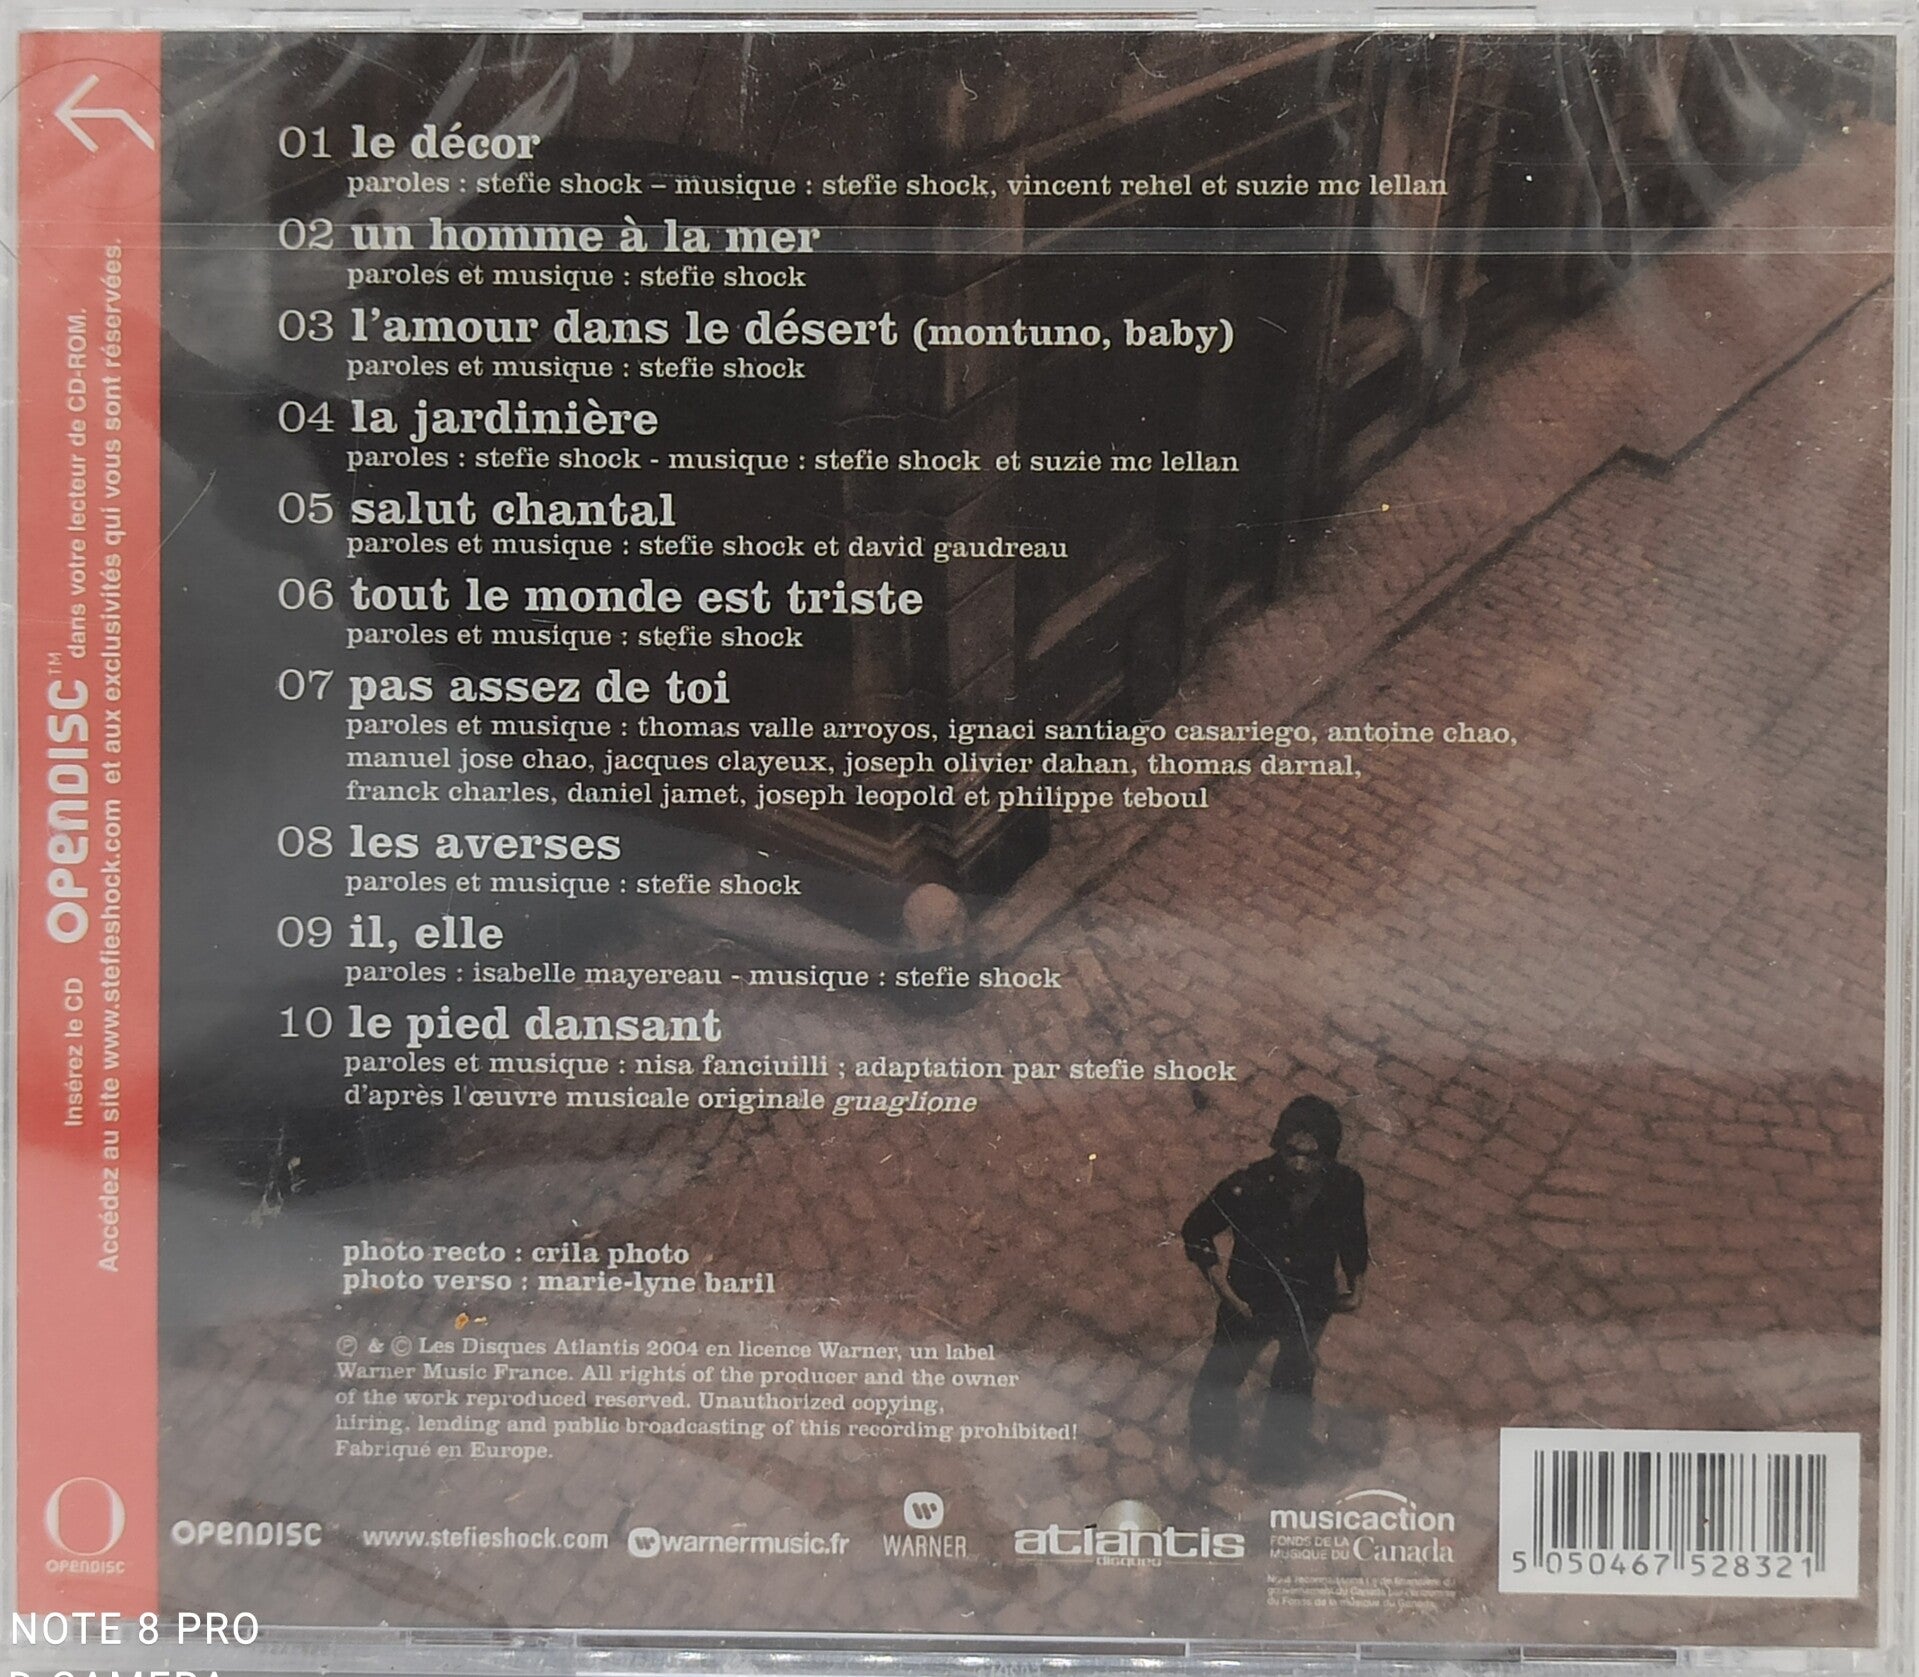 01 le décor
paroles : stefie shock – musique : stefie shock, vincent rehel et suzie mc lellan
02 un homme à la mer
paroles et musique : stefie shock
03 l'amour dans le désert (montuno, baby)
paroles et musique : stefie shock
04 la jardinière
paroles : stefie shock - musique : stefie shock et suzie mc lellan
05 salut chantal
paroles et musique : stefie shock et david gaudreau
06 tout le monde est triste
paroles et musique : stefie shock
07 pas assez de toi
paroles et musique : thomas valle arroyos, ignaci santiago casariego, antoine chao,
manuel jose chao, jacques clayeux, joseph olivier dahan, thomas darnal,
franck charles, daniel jamet, joseph leopold et philippe teboul
08 les averses
paroles et musique : stefie shock
09 il, elle
paroles : isabelle mayereau - musique : stefie shock
10 le pied dansant
paroles et musique : nisa fanciuilli ; adaptation par stefie shock
d'après l'œuvre musicale originale guaglione
photo recto : crila photo
photo verso : marie-lyne baril
℗ & © Les Disques Atlantis 2004 en licence Warner, un label
Warner Music France. All rights of the producer and the owner
of the work reproduced reserved. Unauthorized copying,
hiring, lending and public broadcasting of this recording prohibited!
Fabriqué en Europe.
Insérez le CD OPENDISC™ dans votre lecteur de CD-ROM.
Accédez au site www.stefieshock.com et aux exclusivités qui vous sont réservées.
OPENDISC
OPENDISC
www.stefieshock.com
warnermusic.fr
WARNER
atlantis
disques
musicaction
FONDS DE LA
MUSIQUE DU Canada
5 050467 528321
NOTE 8 PRO